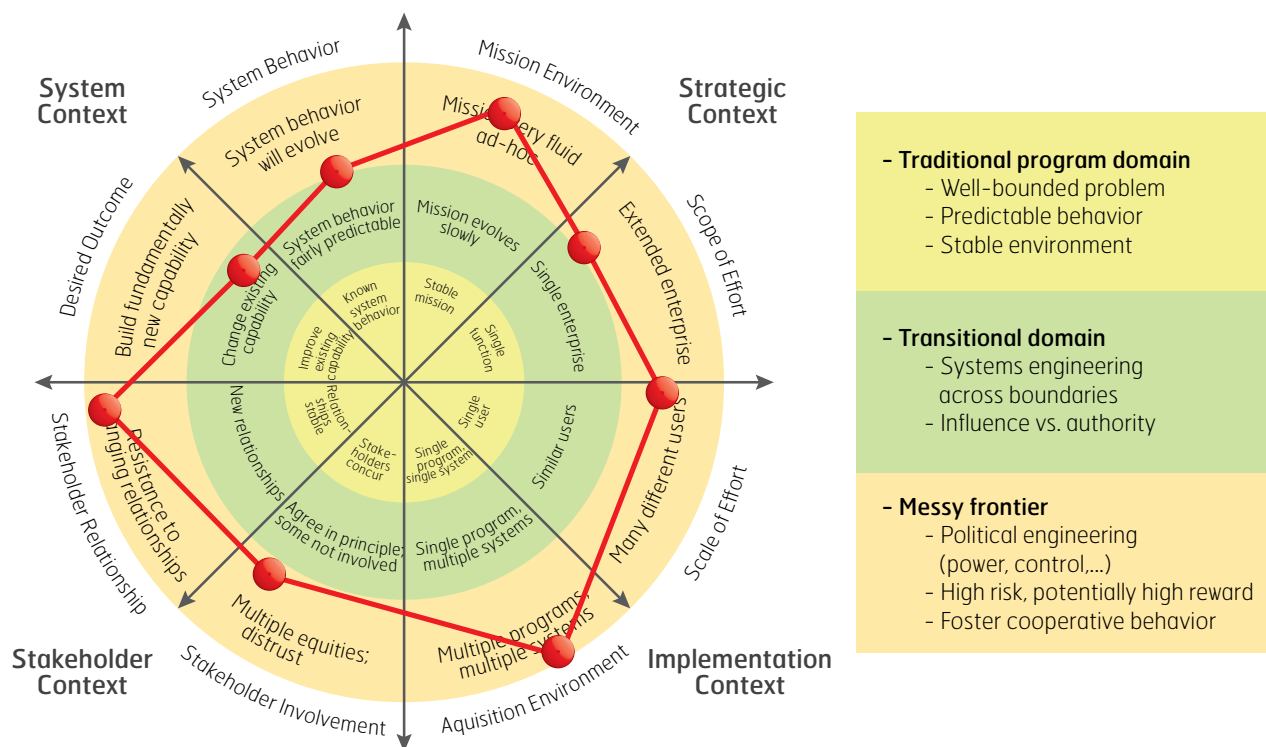 System
Context
System Behavior
Mission Environment
Strategic
Context
Desired Outcome
Scope of Effort
System behavior
will evolve
Mission very fluid
ad-hoc
Build fundamentally
new capability
Extended enterprise
System behavior
fairly predictable
Mission evolves
slowly
Change existing
capability
Single enterprise
Known
system
behavior
Stable
mission
Improve
existing
capability
Single
function
Relation-
ships
stable
Single
user
Stake-
holders
concur
Single
program,
single system
New relationships
Similar users
Agree in principle;
some not involved
Single program,
multiple systems
Resistance to
changing relationships
Many different users
Multiple equities;
distrust
Multiple programs,
multiple systems
Stakeholder Relationship
Scale of Effort
Stakeholder
Context
Stakeholder Involvement
Aquisition Environment
Implementation
Context
- Traditional program domain
- Well-bounded problem
- Predictable behavior
- Stable environment
- Transitional domain
- Systems engineering
across boundaries
- Influence vs. authority
- Messy frontier
- Political engineering
(power, control,...)
- High risk, potentially high reward
- Foster cooperative behavior